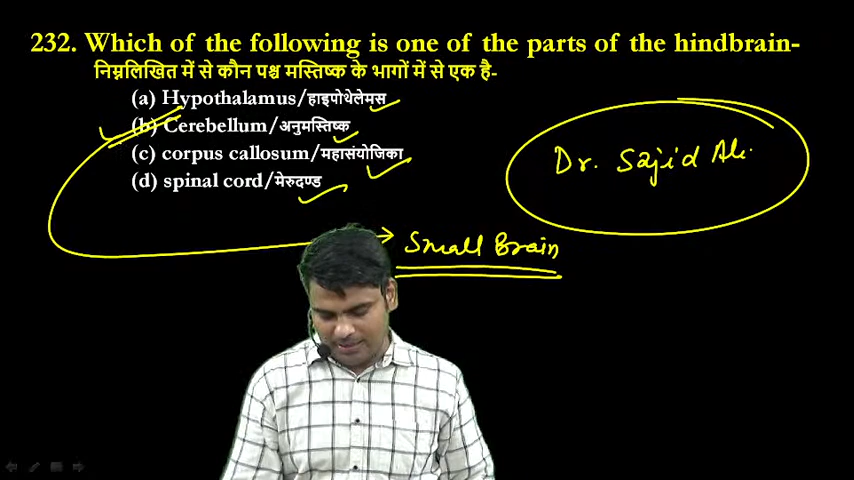 232. Which of the following is one of the parts of the hindbrain-
निम्नलिखित में से कौन पश्च मस्तिष्क के भागों में से एक है-
(a) Hypothalamus/हाइपोथेलेमस
(b) Cerebellum/अनुमस्तिष्क
(c) corpus callosum/महासंयोजिका
(d) spinal cord/मेरुदण्ड
Dr. Sajid Ali.
Small Brain